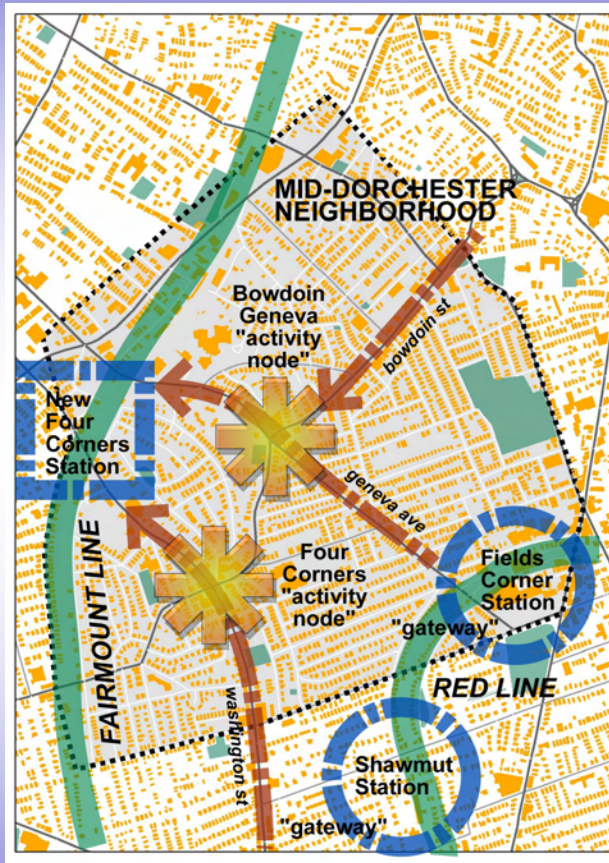 MID-DORCHESTER
NEIGHBORHOOD
Bowdoin
Geneva
"activity
node"
bowdoin st
New
Four
Corners
Station
geneva ave
Four
Corners
"activity
node"
Fields
Corner
Station
"gateway"
FAIRMOUNT LINE
RED LINE
washington st
Shawmut
Station
"gateway"